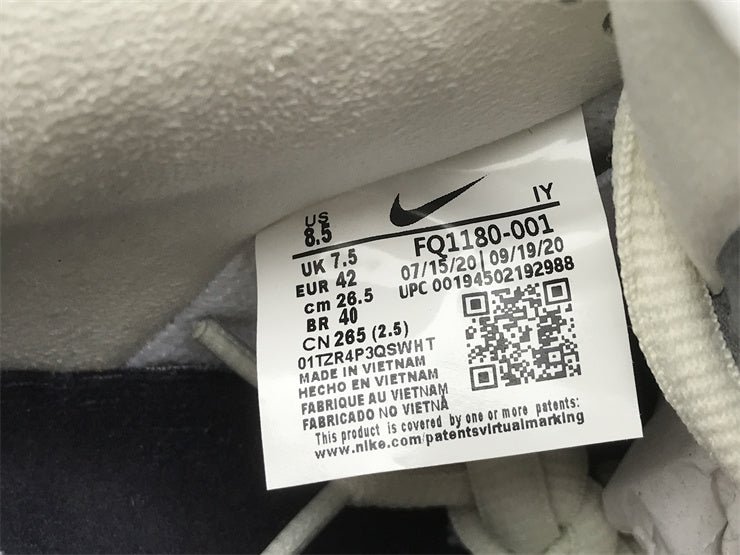 US
8.5
IY
UK 7.5
FQ1180-001
EUR 42
07/15/20 | 09/19/20
cm 26.5
UPC 00194502192988
BR 40
CN 265 (2.5)
01TZR4P3QSWHT
MADE IN VIETNAM
HECHO EN VIETNAM
FABRIQUE AU VIETNAM
FABRICADO NO VIETNÃ
This product is covered by one or more patents:
www.nike.com/patentsvirtualmarking